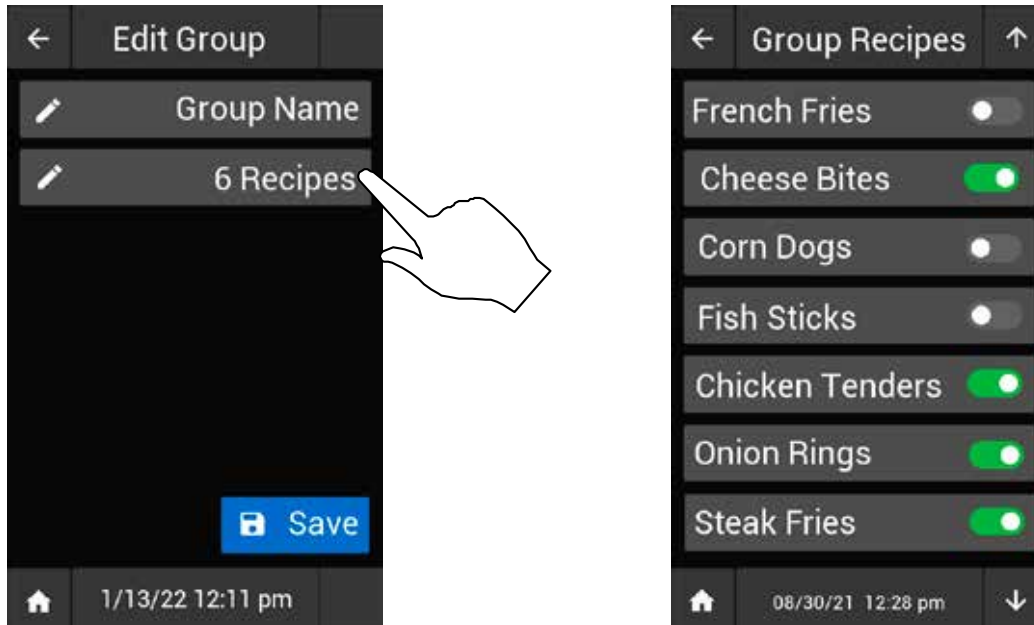 Edit Group
Group Name
6 Recipes
Save
1/13/22 12:11 pm
Group Recipes
French Fries
Cheese Bites
Corn Dogs
Fish Sticks
Chicken Tenders
Onion Rings
Steak Fries
08/30/21 12:28 pm